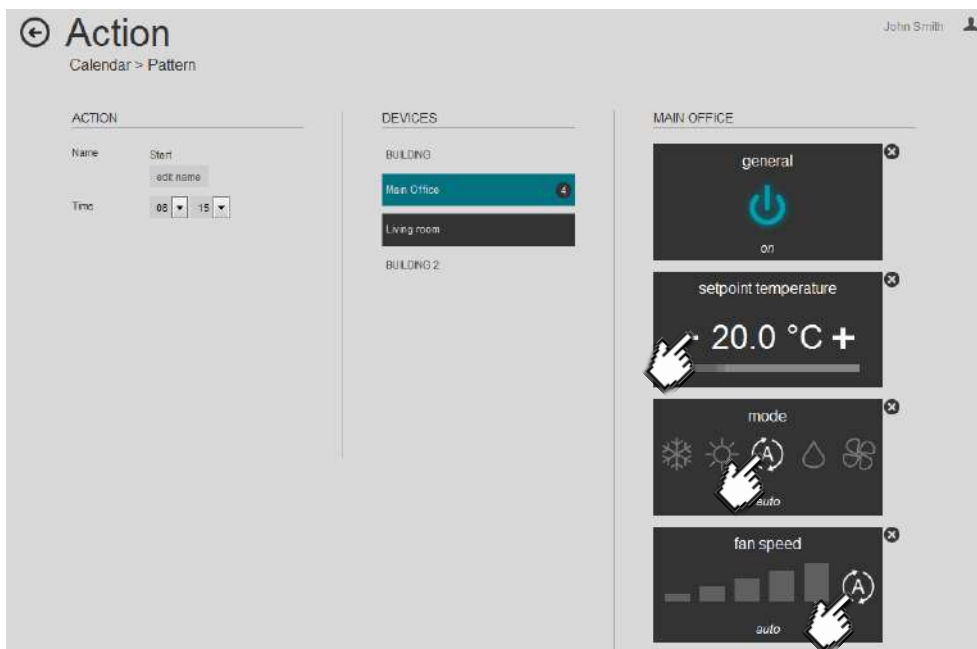 Action
John Smith
Calendar > Pattern
ACTION
Name Start
edit name
Time 08 15
DEVICES
BUILDING
Main Office 4
Living room
BUILDING 2
MAIN OFFICE
general
on
setpoint temperature
- 20.0 °C +
mode
A
auto
fan speed
A
auto